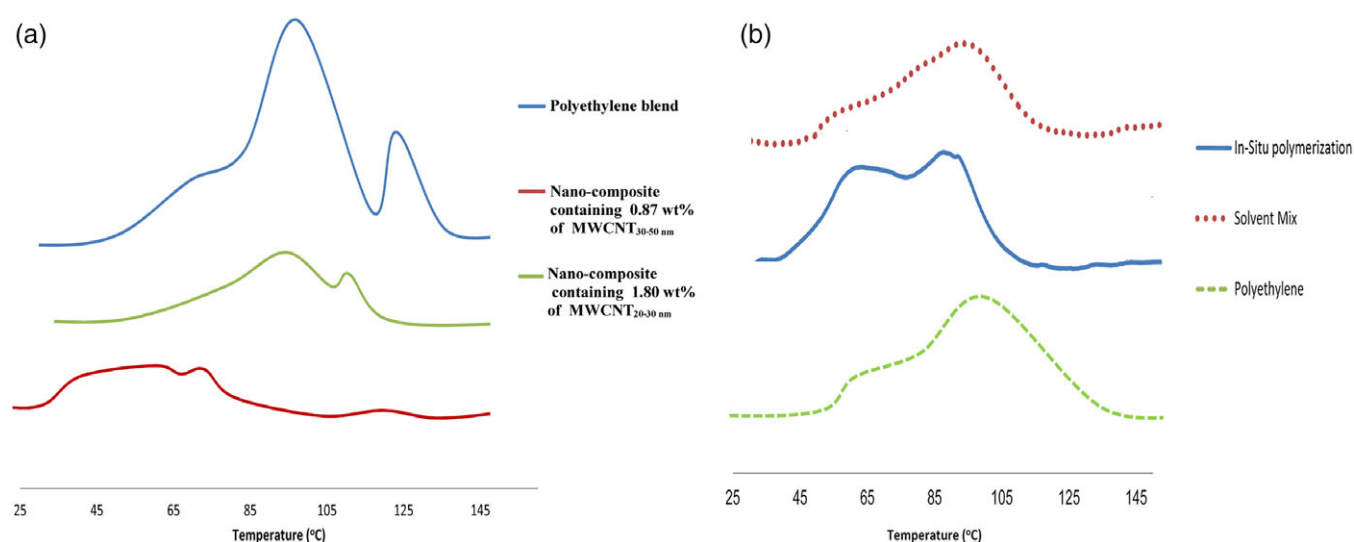 (a)
Polyethylene blend
Nano-composite
containing 0.87 wt%
of MWCNT30-50 nm
Nano-composite
containing 1.80 wt%
of MWCNT20-30 nm
25 45 65 85 105 125 145
Temperature (°C)
(b)
In-Situ polymerization
Solvent Mix
Polyethylene
25 45 65 85 105 125 145
Temperature (°C)